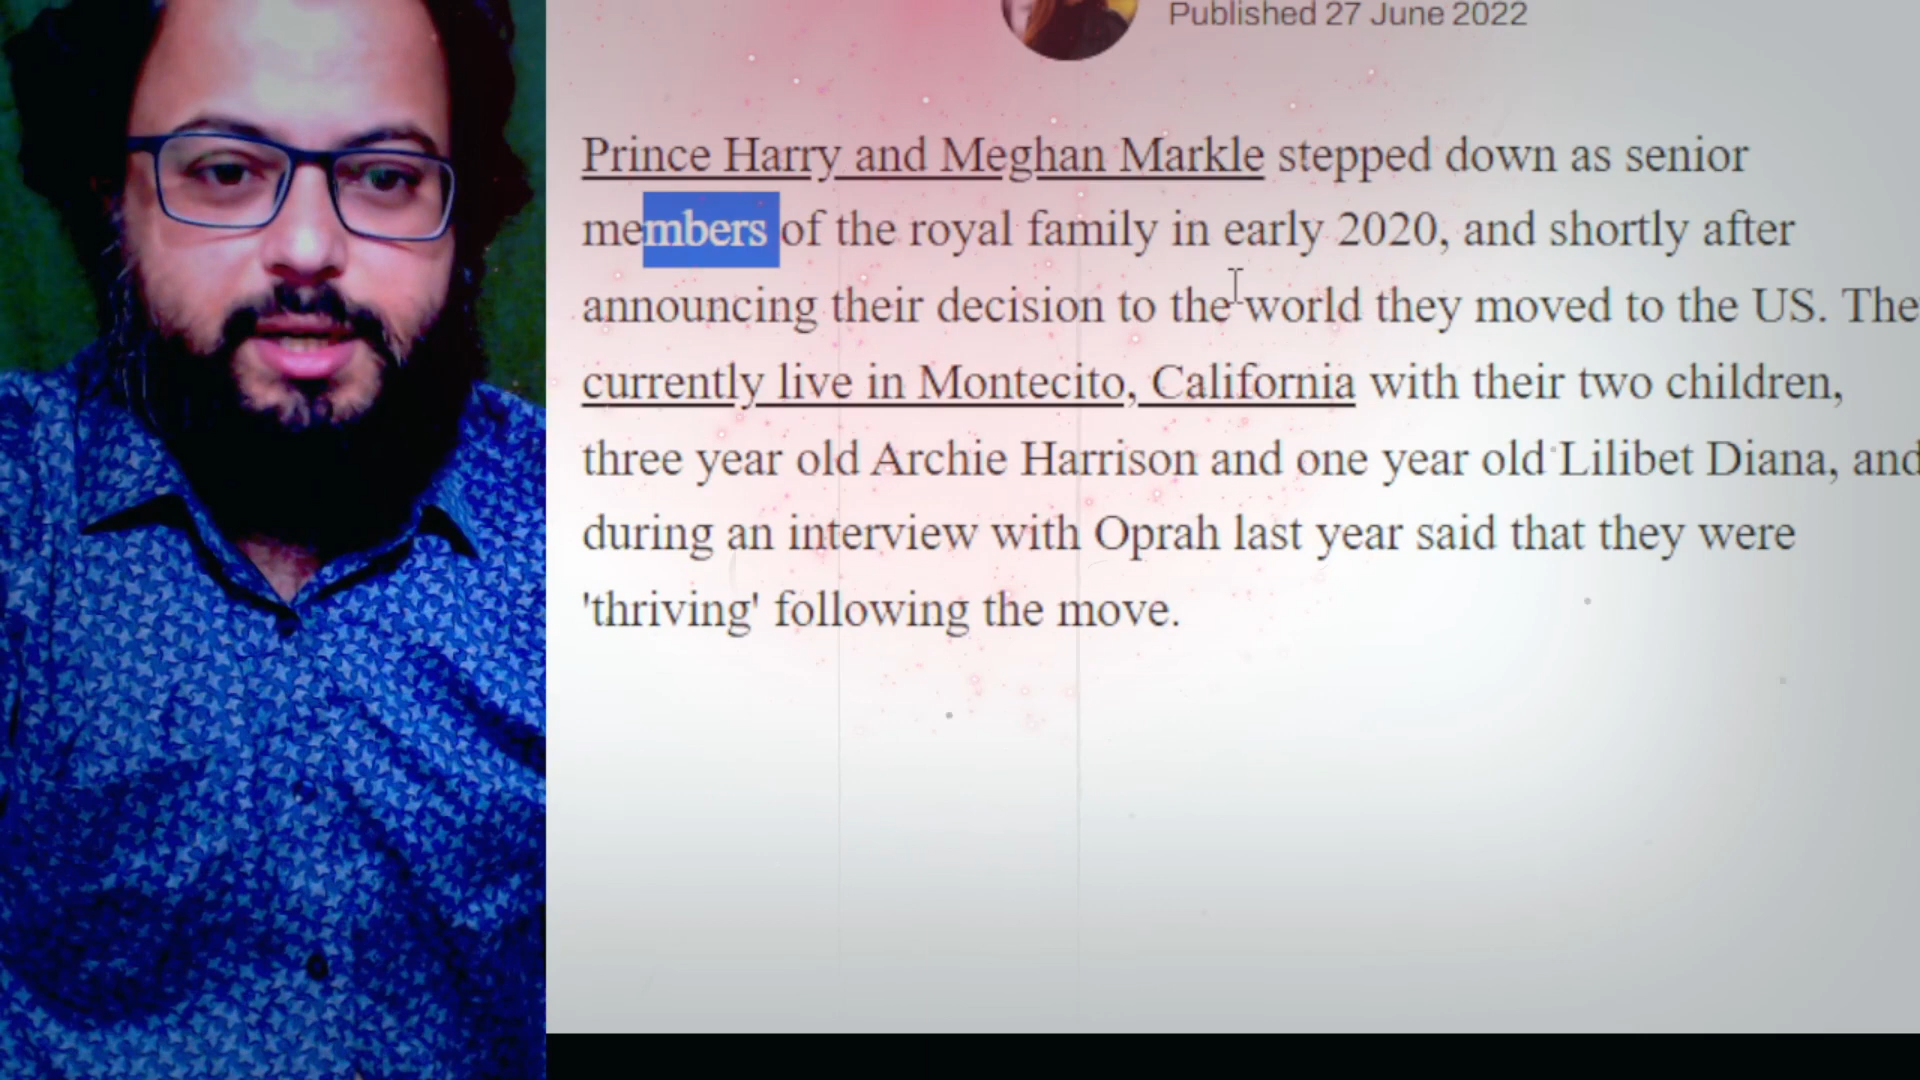 Published 27 June 2022
Prince Harry and Meghan Markle stepped down as senior
members of the royal family in early 2020, and shortly after
announcing their decision to the world they moved to the US. The
currently live in Montecito, California with their two children,
three year old Archie Harrison and one year old Lilibet Diana, and
during an interview with Oprah last year said that they were
'thriving' following the move.